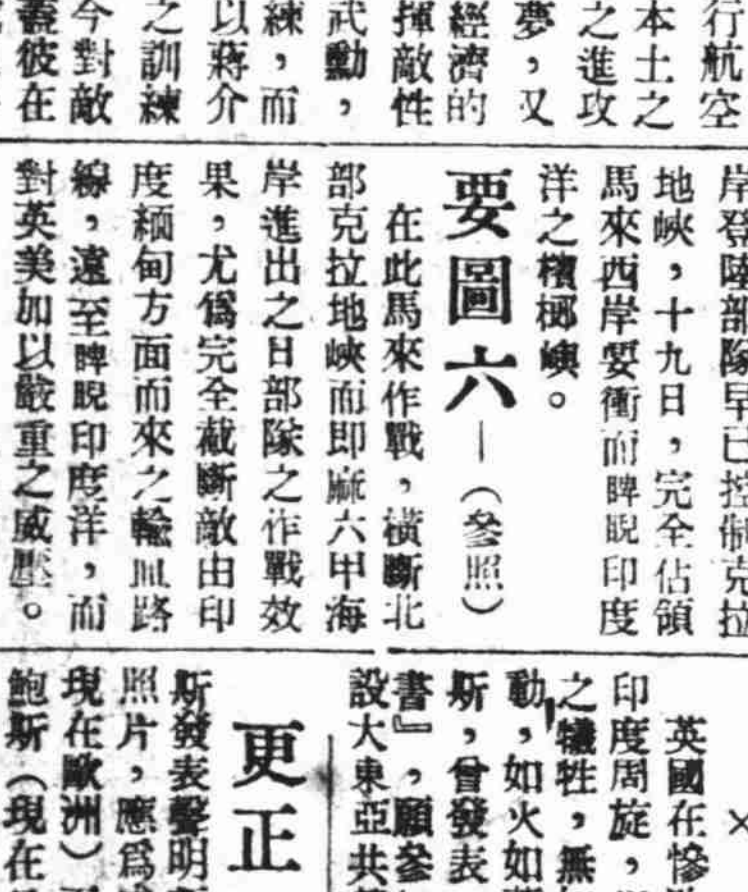 行航空
本土之
之進攻
夢，又
經濟的
揮敵性
武勳，
練，而
以蔣介
之訓練
今對敵
蓋彼在
岸登陸部隊早已控制克拉
地峽，十九日，完全佔領
馬來西岸要衝而睥睨印度
洋之檳榔嶼。
要圖六—（參照）
在此馬來作戰，橫斷北
部克拉地峽而即麻六甲海
岸進出之日部隊之作戰效
果，尤爲完全截斷敵由印
度緬甸方面而來之輸血路
線，遠至睥睨印度洋，而
對英美加以嚴重之威壓。
×
英國在慘
印度周旋，
之犧牲，無
動，如火如
斯，曾發表
書』，願參
設大東亞共
更正
斯發表聲明
照片，應爲
現在歐洲）
鮑斯（現在